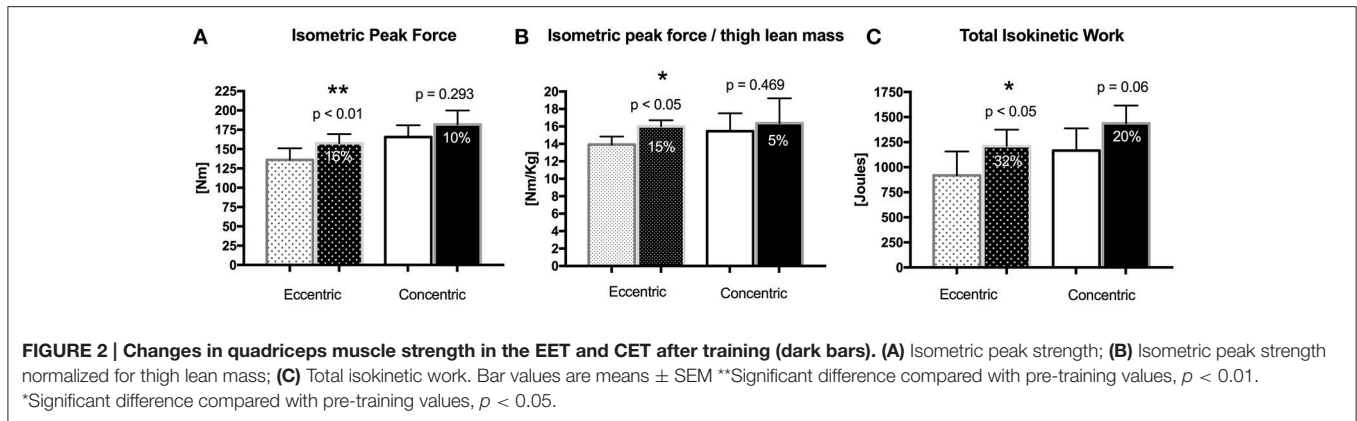 A Isometric Peak Force
225
200
175
150
125
100
75
50
25
0
[Nm]
**
p < 0.01
16%
p = 0.293
10%
Eccentric Concentric
B Isometric peak force / thigh lean mass
20
18
16
14
12
10
8
6
4
2
0
[Nm/Kg]
*
p < 0.05
15%
p = 0.469
5%
Eccentric Concentric
C Total Isokinetic Work
1750
1500
1250
1000
750
500
250
0
[Joules]
*
p < 0.05
32%
p = 0.06
20%
Eccentric Concentric
FIGURE 2 | Changes in quadriceps muscle strength in the EET and CET after training (dark bars). (A) Isometric peak strength; (B) Isometric peak strength
normalized for thigh lean mass; (C) Total isokinetic work. Bar values are means ± SEM **Significant difference compared with pre-training values, p < 0.01.
*Significant difference compared with pre-training values, p < 0.05.